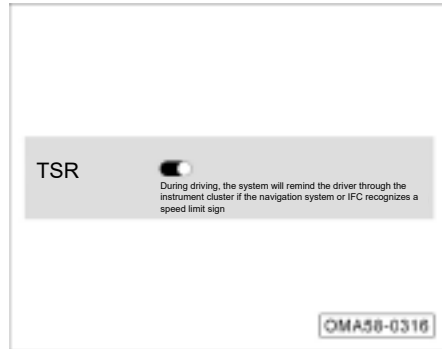 TSR
During driving, the system will remind the driver through the
instrument cluster if the navigation system or IFC recognizes a
speed limit sign
OMA58-0316